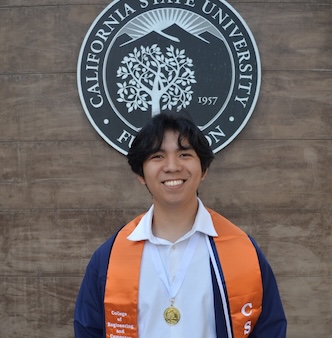 CALIFORNIA STATE UNIVERSITY
1957
College
of
Engineering
and
C
S